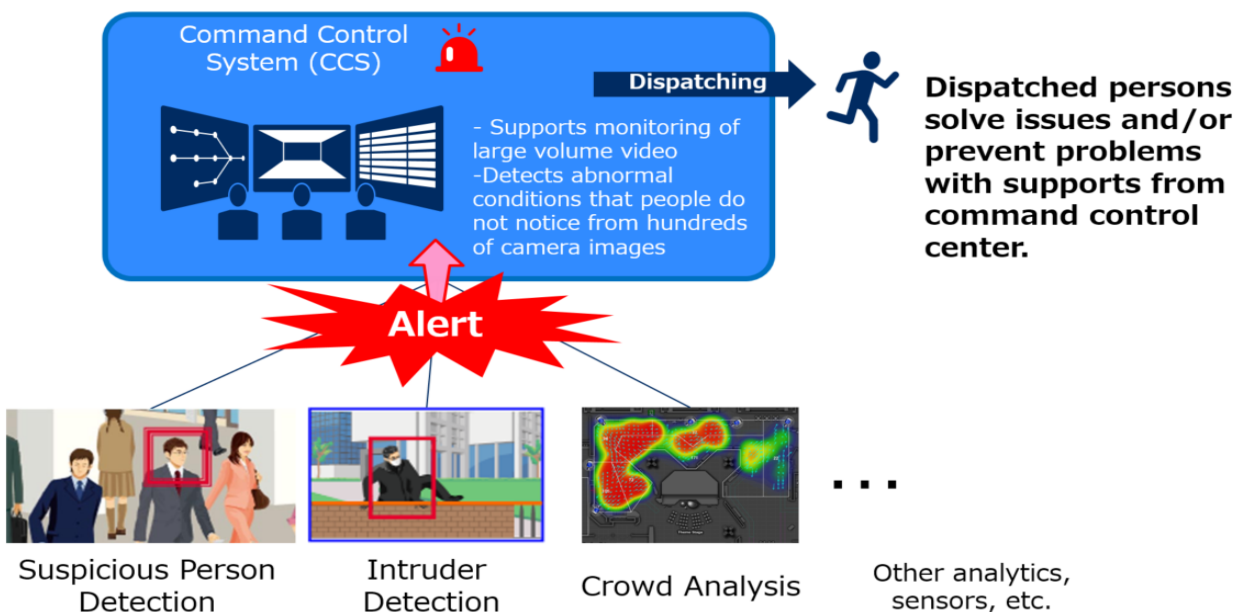 Command Control
System (CCS)
Dispatching
- Supports monitoring of
large volume video
-Detects abnormal
conditions that people do
not notice from hundreds
of camera images
Dispatched persons
solve issues and/or
prevent problems
with supports from
command control
center.
Alert
Suspicious Person
Detection
Intruder
Detection
Crowd Analysis
. . .
Other analytics,
sensors, etc.